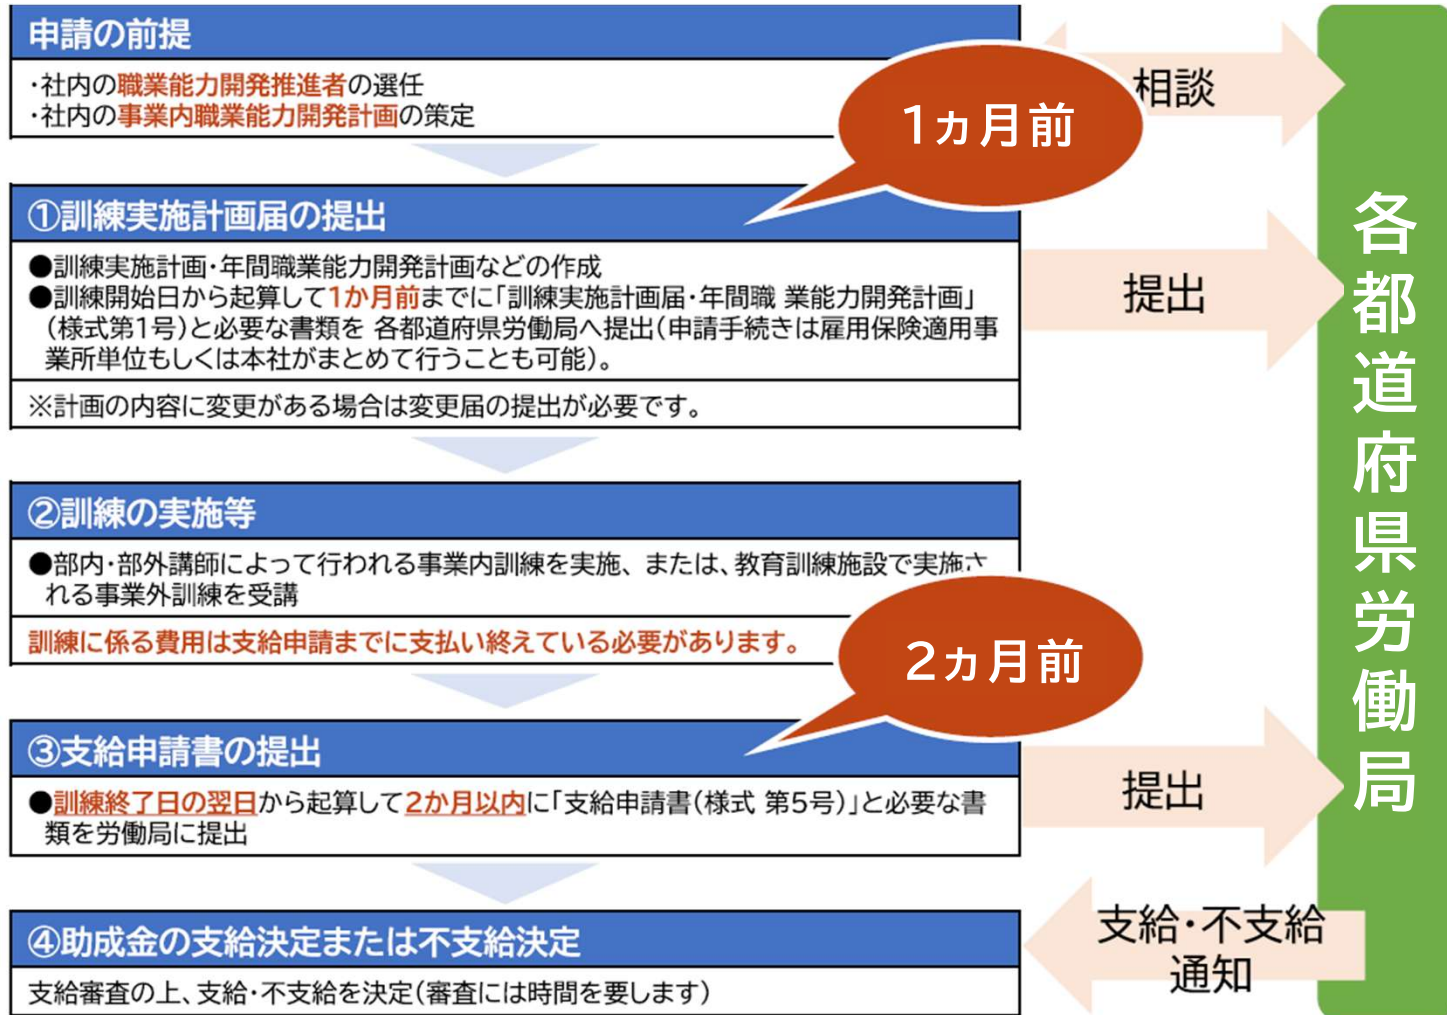 申請の前提
・社内の職業能力開発推進者の選任
・社内の事業内職業能力開発計画の策定
1ヵ月前
相談
①訓練実施計画届の提出
●訓練実施計画・年間職業能力開発計画などの作成
●訓練開始日から起算して1か月前までに「訓練実施計画届・年間職 業能力開発計画」
(様式第1号)と必要な書類を 各都道府県労働局へ提出(申請手続きは雇用保険適用事
業所単位もしくは本社がまとめて行うことも可能)。
※計画の内容に変更がある場合は変更届の提出が必要です。
提出
②訓練の実施等
●部内・部外講師によって行われる事業内訓練を実施、または、教育訓練施設で実施さ
れる事業外訓練を受講
訓練に係る費用は支給申請までに支払い終えている必要があります。
2ヵ月前
③支給申請書の提出
●訓練終了日の翌日から起算して2か月以内に「支給申請書(様式 第5号)」と必要な書
類を労働局に提出
提出
④助成金の支給決定または不支給決定
支給審査の上、支給・不支給を決定(審査には時間を要します)
支給・不支給
通知
各都道府県労働局